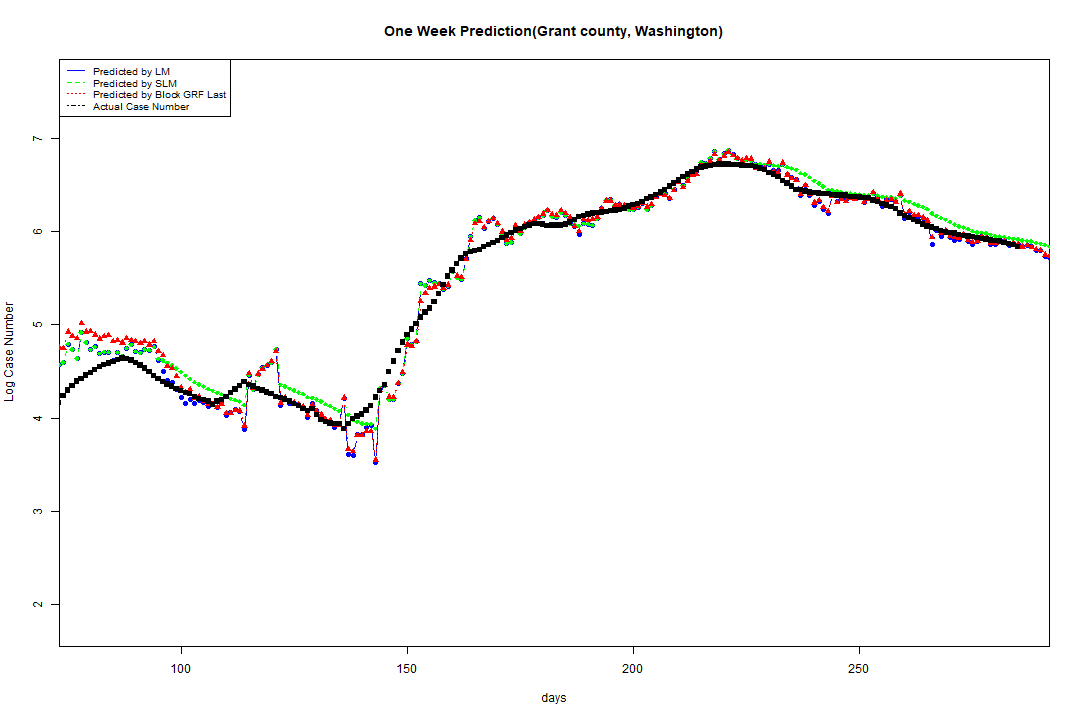 One Week Prediction(Grant county, Washington)
Predicted by LM
Predicted by SLM
Predicted by Block GRF Last
Actual Case Number
7
6
5
4
3
2
Log Case Number
100 150 200 250
days